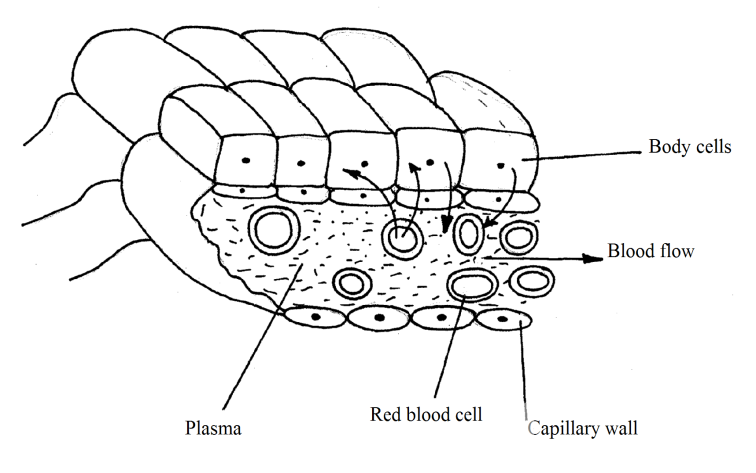 Body cells
Blood flow
Red blood cell
Capillary wall
Plasma